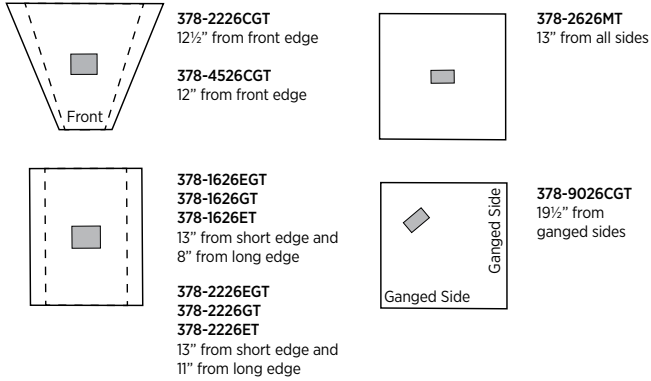 378-2226CGT
12½” from front edge
378-4526CGT
12” from front edge
Front
378-2626MT
13” from all sides
378-1626EGT
378-1626GT
378-1626ET
13” from short edge and
8” from long edge
378-2226EGT
378-2226GT
378-2226ET
13” from short edge and
11” from long edge
378-9026CGT
19½” from
ganged sides
Ganged Side
Ganged Side